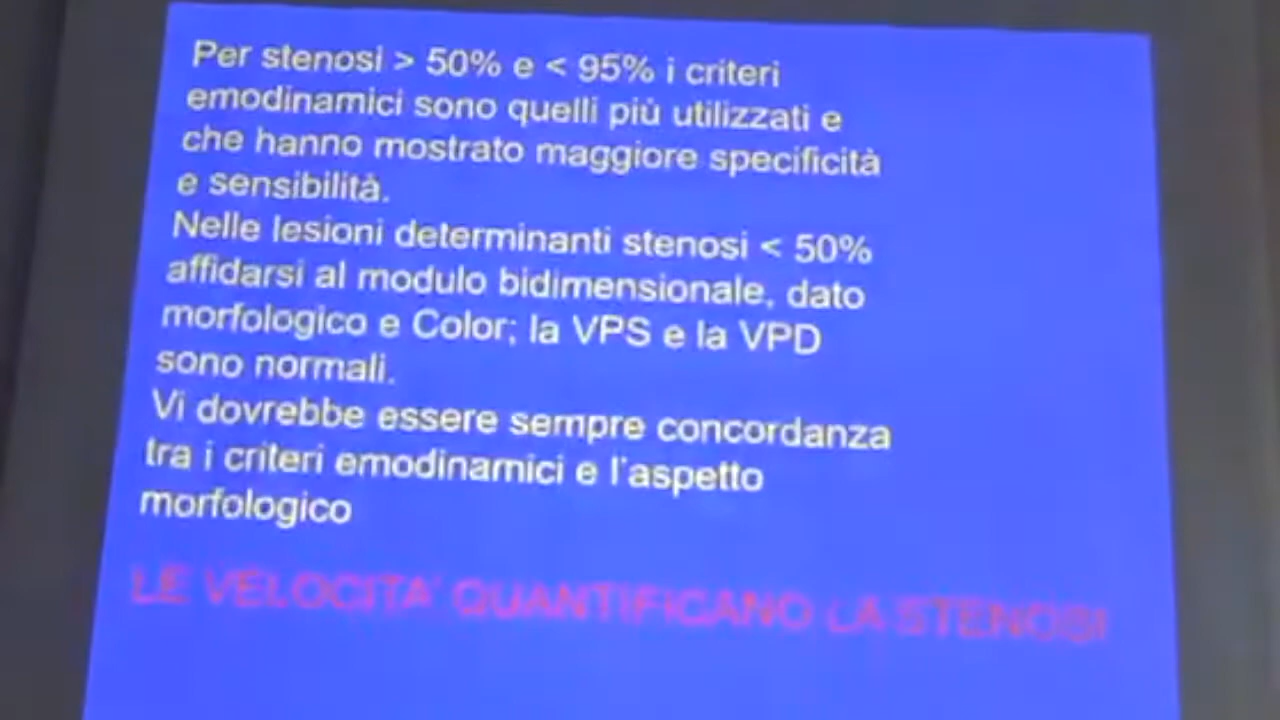 Per stenosi > 50% e < 95% i criteri
emodinamici sono quelli più utilizzati e
che hanno mostrato maggiore specificità
e sensibilità.
Nelle lesioni determinanti stenosi < 50%
affidarsi al modulo bidimensionale, dato
morfologico e Color; la VPS e la VPD
sono normali.
Vi dovrebbe essere sempre concordanza
tra i criteri emodinamici e l'aspetto
morfologico
LE VELOCITA' QUANTIFICANO LA STENOSI